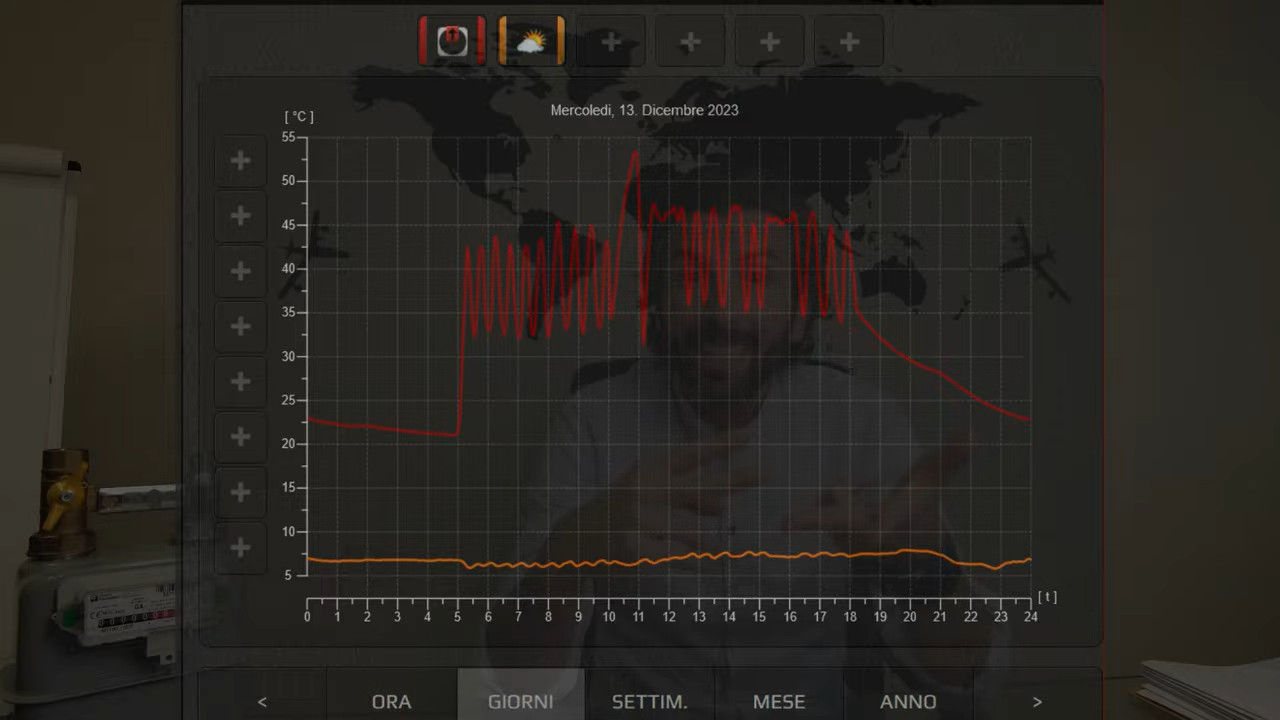 Mercoledi, 13. Dicembre 2023
[ °C ]
55
50
45
40
35
30
25
20
15
10
5
[ t ]
0 1 2 3 4 5 6 7 8 9 10 11 12 13 14 15 16 17 18 19 20 21 22 23 24
< ORA GIORNI SETTIM. MESE ANNO >